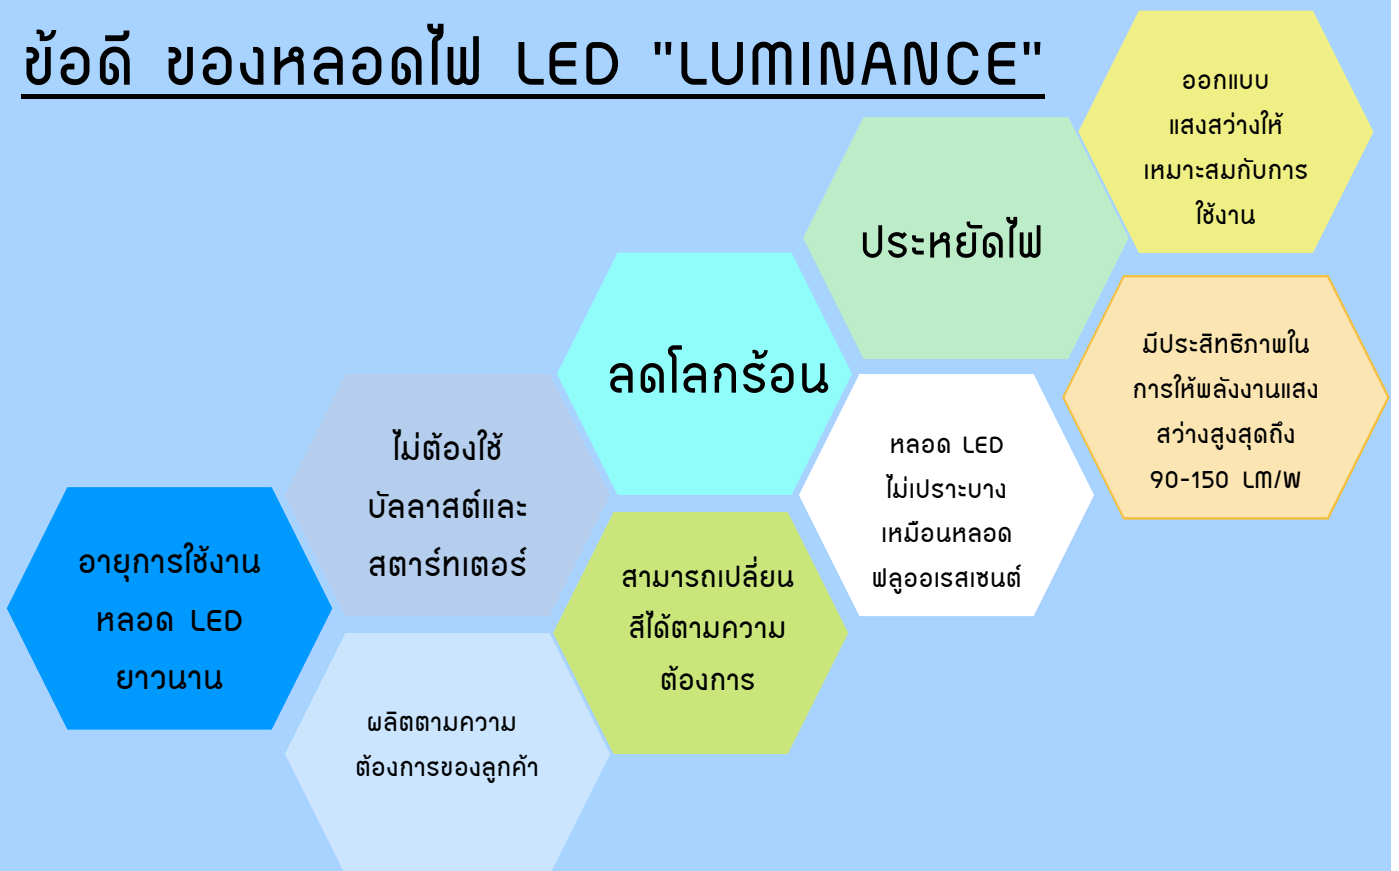 ข้อดี ของหลอดไฟ LED "LUMINANCE"
ออกแบบ
แสงสว่างให้
เหมาะสมกับการ
ใช้งาน
ประหยัดไฟ
มีประสิทธิภาพใน
การให้พลังงานแสง
สว่างสูงสุดถึง
90-150 LM/W
ลดโลกร้อน
หลอด LED
ไม่เปราะบาง
เหมือนหลอด
ฟลูออเรสเซนต์
ไม่ต้องใช้
บัลลาสต์และ
สตาร์ทเตอร์
สามารถเปลี่ยน
สีได้ตามความ
ต้องการ
อายุการใช้งาน
หลอด LED
ยาวนาน
ผลิตตามความ
ต้องการของลูกค้า